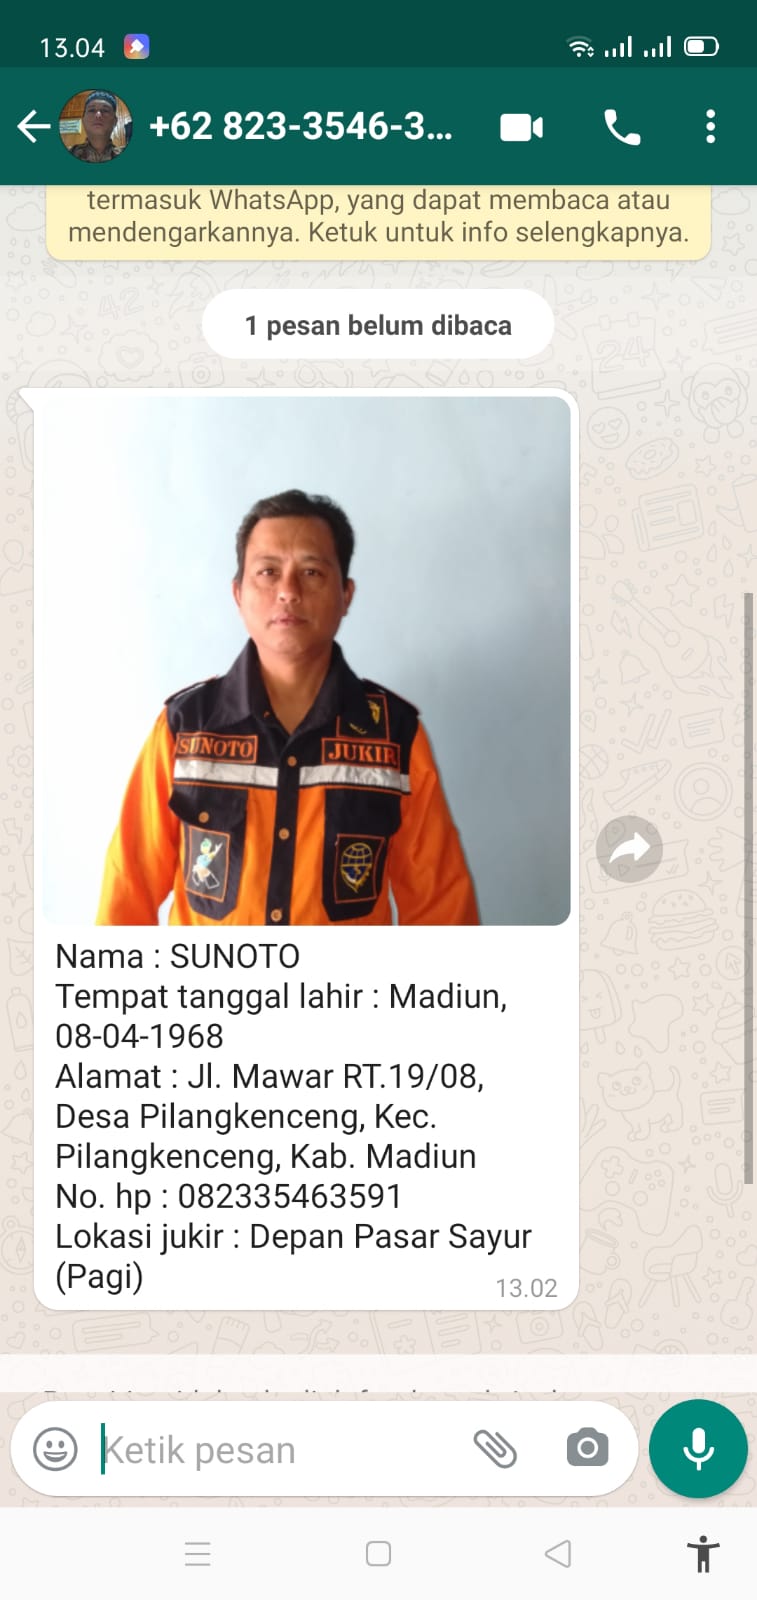 13.04
+62 823-3546-3...
termasuk WhatsApp, yang dapat membaca atau
mendengarkannya. Ketuk untuk info selengkapnya.
1 pesan belum dibaca
SUNOTO
JUKIR
Nama : SUNOTO
Tempat tanggal lahir : Madiun,
08-04-1968
Alamat : Jl. Mawar RT.19/08,
Desa Pilangkenceng, Kec.
Pilangkenceng, Kab. Madiun
No. hp : 082335463591
Lokasi jukir : Depan Pasar Sayur
(Pagi)
13.02
Ketik pesan